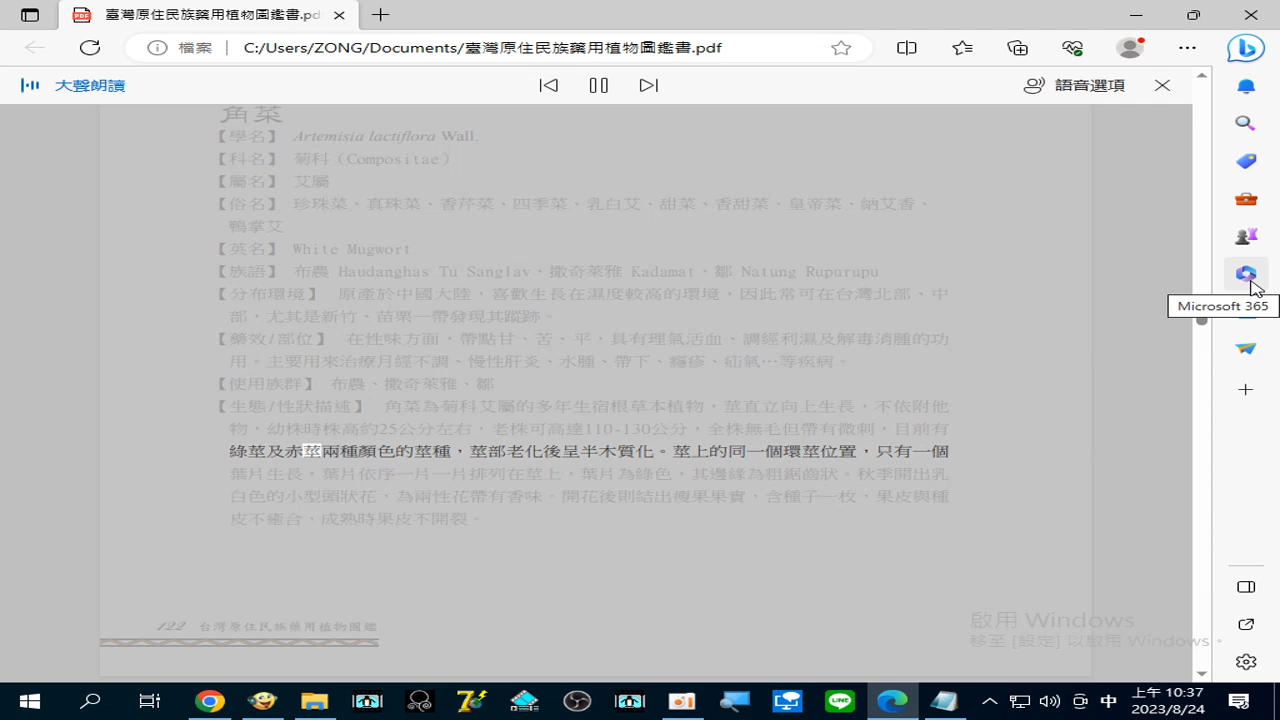 臺灣原住民族藥用植物圖鑑書.pdf
檔案
C:/Users/ZONG/Documents/臺灣原住民族藥用植物圖鑑書.pdf
大聲朗讀
語音選項
角菜
【學名】 Artemisia lactiflora Wall.
【科名】 菊科（Compositae）
【屬名】 艾屬
【俗名】 珍珠菜、真珠菜、香芹菜、四季菜、乳白艾、甜菜、香甜菜、皇帝菜、納艾香、
鴨掌艾
【英名】 White Mugwort
【族語】 布農 Haudanghas Tu Sanglav、撒奇萊雅 Kadamat、鄒 Natung Rupurupu
【分布環境】 原產於中國大陸，喜歡生長在濕度較高的環境，因此常可在台灣北部、中
部，尤其是新竹、苗栗一帶發現其蹤跡。
【藥效/部位】 在性味方面，帶點甘、苦、平，具有理氣活血、調經利濕及解毒消腫的功
用。主要用來治療月經不調、慢性肝炎、水腫、帶下、癮疹、疝氣…等疾病。
【使用族群】 布農、撒奇萊雅、鄒
【生態/性狀描述】 角菜為菊科艾屬的多年生宿根草本植物，莖直立向上生長，不依附他
物，幼株時株高約25公分左右，老株可高達110-130公分，全株無毛但帶有微刺，目前有
綠莖及赤莖兩種顏色的莖種，莖部老化後呈半木質化。莖上的同一個環莖位置，只有一個
葉片生長，葉片依序一片一片排列在莖上，葉片為綠色，其邊緣為粗鋸齒狀。秋季開出乳
白色的小型頭狀花，為兩性花帶有香味。開花後則結出瘦果果實，含種子一枚，果皮與種
皮不癒合、成熟時果皮不開裂。
122 台灣原住民族藥用植物圖鑑
Microsoft 365
啟用 Windows
移至 [設定] 以啟用 Windows。
中
上午 10:37
2023/8/24